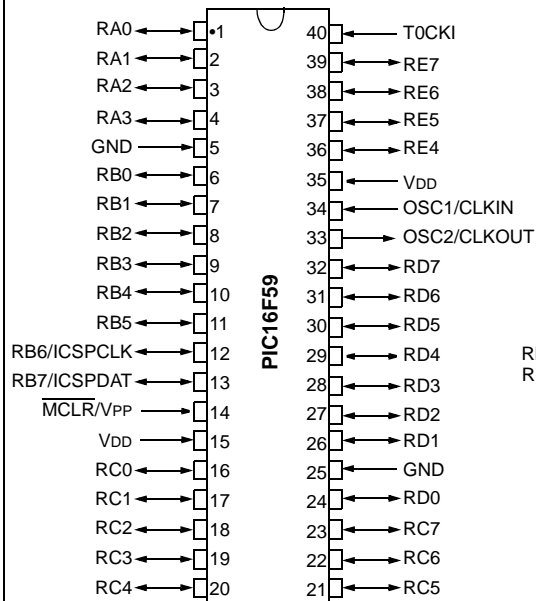 RA0 1 40 T0CKI
RA1 2 39 RE7
RA2 3 38 RE6
RA3 4 37 RE5
GND 5 36 RE4
RB0 6 35 VDD
RB1 7 34 OSC1/CLKIN
RB2 8 33 OSC2/CLKOUT
RB3 9 32 RD7
RB4 10 31 RD6
RB5 11 30 RD5
RB6/ICSPCLK 12 29 RD4
RB7/ICSPDAT 13 28 RD3
MCLR/VPP 14 27 RD2
VDD 15 26 RD1
RC0 16 25 GND
RC1 17 24 RD0
RC2 18 23 RC7
RC3 19 22 RC6
RC4 20 21 RC5
PIC16F59